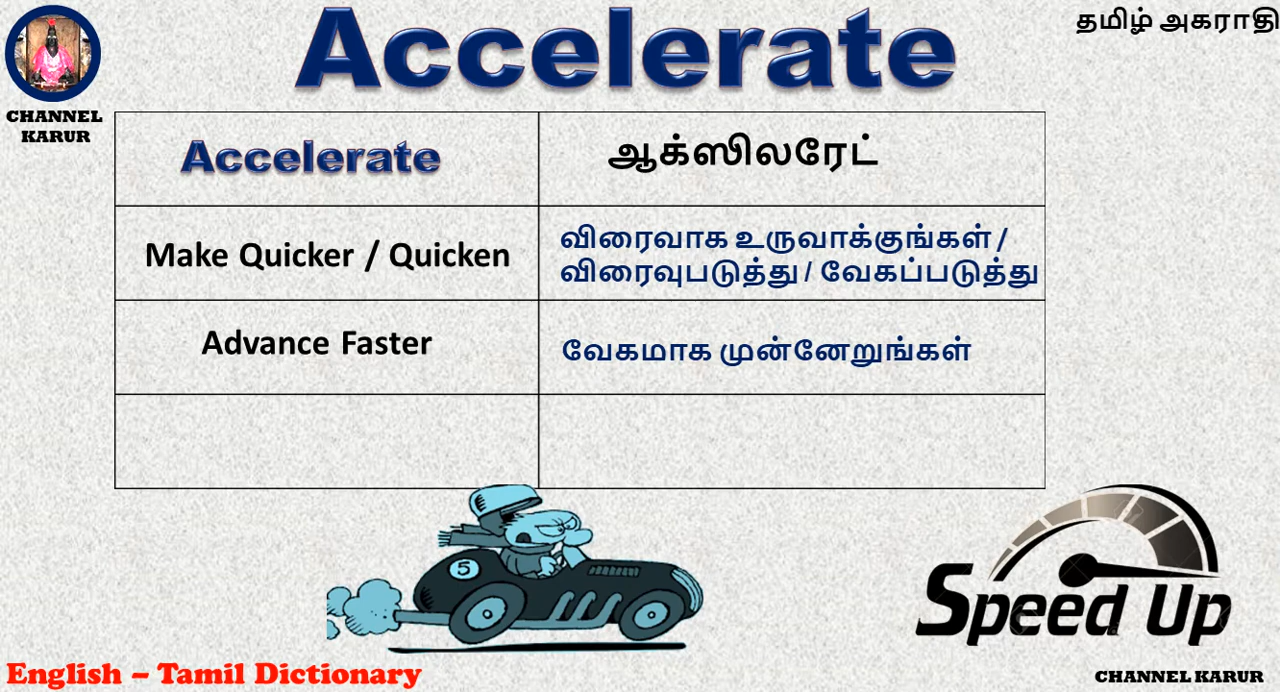 Accelerate
தமிழ் அகராதி
CHANNEL
KARUR
Accelerate
ஆக்ஸிலரேட்
Make Quicker / Quicken
விரைவாக உருவாக்குங்கள் /
விரைவுபடுத்து / வேகப்படுத்து
Advance Faster
வேகமாக முன்னேறுங்கள்
5
Speed Up
English – Tamil Dictionary
CHANNEL KARUR